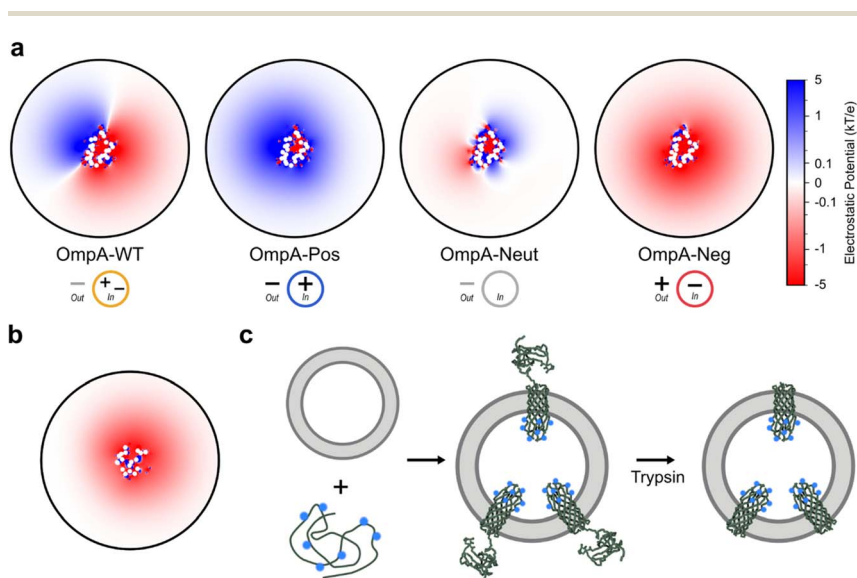 a
5
1
0.1
0
-0.1
-1
-5
Electrostatic Potential (kT/e)
OmpA-WT
OmpA-Pos
OmpA-Neut
OmpA-Neg
− Out + − In
− Out + In
− Out In
+ Out − In
b
c
+
Trypsin